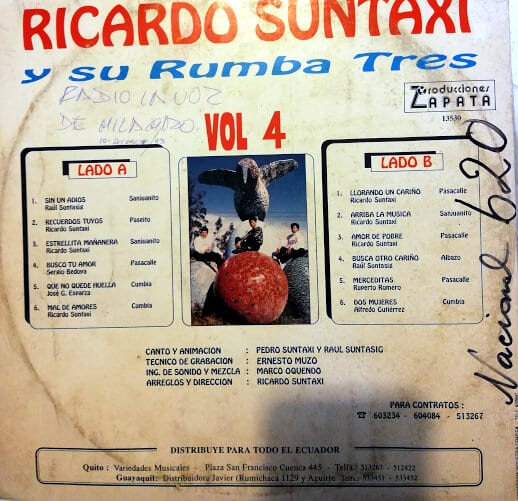 RICARDO SUNTAXI
y su Rumba Tres
RADIO LA VOZ
DE MILAGRO
VOL 4
Producciones
ZAPATA
13530
Nacional 620
LADO A
1. SIN UN ADIOS Sanjuanito
Raúl Suntasig
2. RECUERDOS TUYOS Paseito
Ricardo Suntaxi
3. ESTRELLITA MAÑANERA Sanjuanito
Ricardo Suntaxi
4. BUSCO TU AMOR Pasacalle
Sergio Bedoya
5. QUE NO QUEDE HUELLA Cumbia
José G. Esparza
6. MAL DE AMORES Cumbia
Ricardo Suntaxi
LADO B
1. LLORANDO UN CARIÑO Pasacalle
Ricardo Suntaxi
2. ARRIBA LA MUSICA Sanjuanito
Ricardo Suntaxi
3. AMOR DE POBRE Pasacalle
Ricardo Suntaxi
4. BUSCA OTRO CARIÑO Albazo
Raúl Suntasig
5. MERCEDITAS Pasacalle
Ruperto Romero
6. DOS MUJERES Cumbia
Alfredo Gutiérrez
CANTO Y ANIMACION : PEDRO SUNTAXI Y RAUL SUNTASIG
TECNICO DE GRABACION : ERNESTO MUZO
ING. DE SONIDO Y MEZCLA : MARCO OQUENDO
ARREGLOS Y DIRECCION : RICARDO SUNTAXI
PARA CONTRATOS :
☎ 603234 - 604084 - 513267
DISTRIBUYE PARA TODO EL ECUADOR
Quito : Variedades Musicales - Plaza San Francisco Cuenca 445 - Telfs.: 513267 - 512422
Guayaquil: Distribuidora Javier (Rumichaca 1129 y Aguirre Telfs.: 533451 - 533452